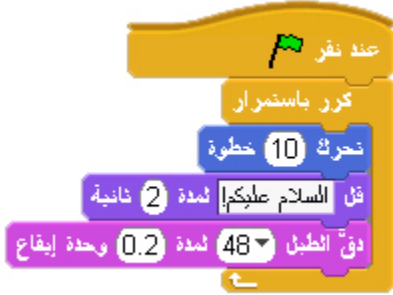 عند نقر
كرر باستمرار
تحرك 10 خطوة
قل السلام عليكم! لمدة 2 ثانية
دقّ الطبل 48 لمدة 0.2 وحدة إيقاع